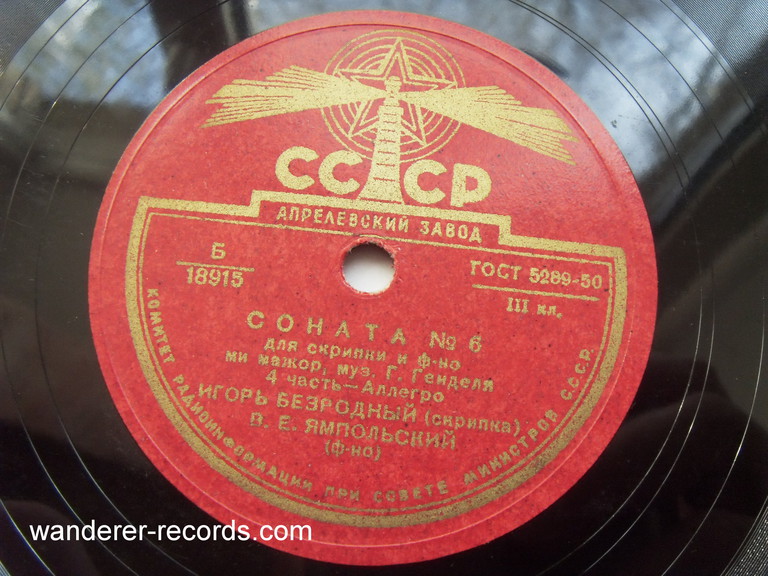 СССР
АПРЕЛЕВСКИЙ ЗАВОД
Б
18915
ГОСТ 5289-50
III кл.
СОНАТА № 6
для скрипки и ф-но
ми мажор, муз. Г. Генделя
4 часть—Аллегро
ИГОРЬ БЕЗРОДНЫЙ (скрипка)
В. Е. ЯМПОЛЬСКИЙ
(ф-но)
КОМИТЕТ РАДИОИНФОРМАЦИИ ПРИ СОВЕТЕ МИНИСТРОВ СССР.
wanderer-records.com